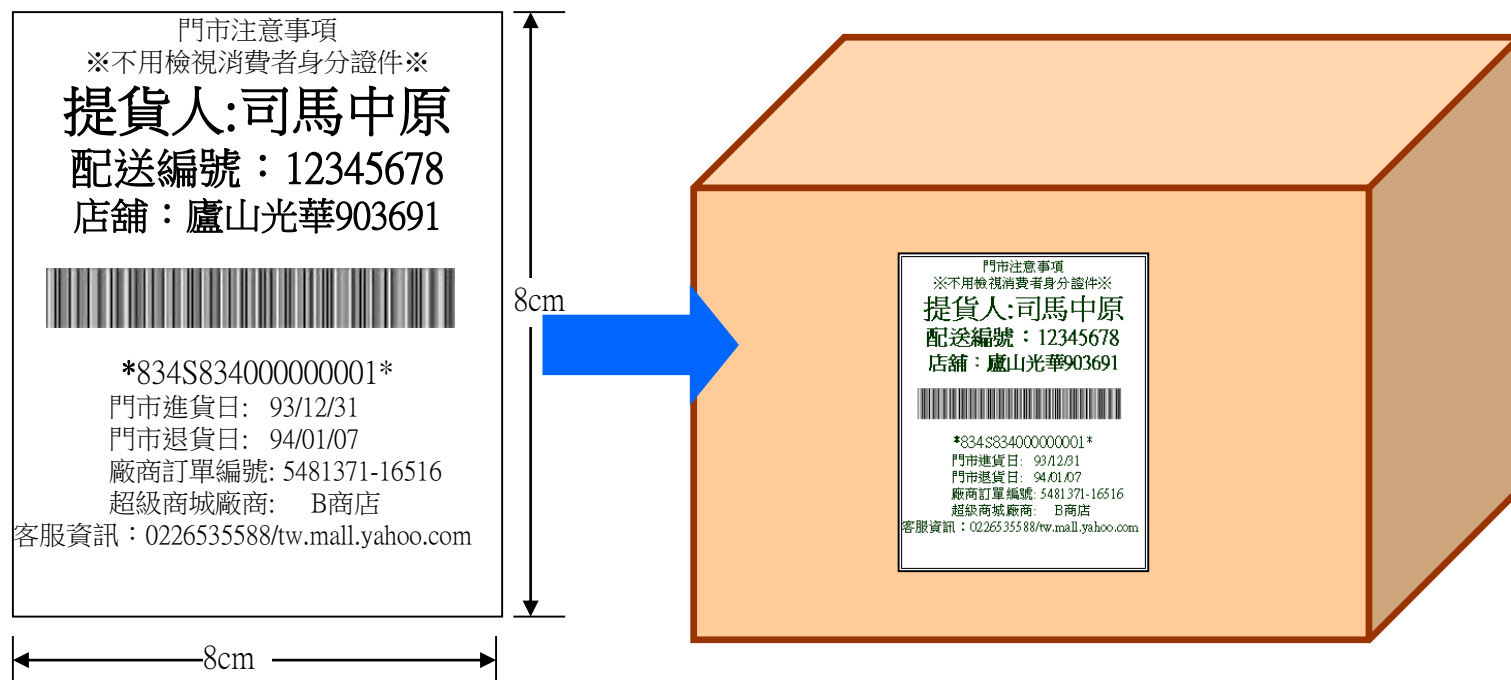 門市注意事項
※不用檢視消費者身分證件※
提貨人:司馬中原
配送編號：12345678
店舖：廬山光華903691
*834S834000000001*
門市進貨日: 93/12/31
門市退貨日: 94/01/07
廠商訂單編號: 5481371-16516
超級商城廠商: B商店
客服資訊：0226535588/tw.mall.yahoo.com
8cm
8cm
門市注意事項
※不用檢視消費者身分證件※
提貨人:司馬中原
配送編號：12345678
店舖：廬山光華903691
*834S834000000001*
門市進貨日: 93/12/31
門市退貨日: 94/01/07
廠商訂單編號: 5481371-16516
超級商城廠商: B商店
客服資訊：0226535588/tw.mall.yahoo.com